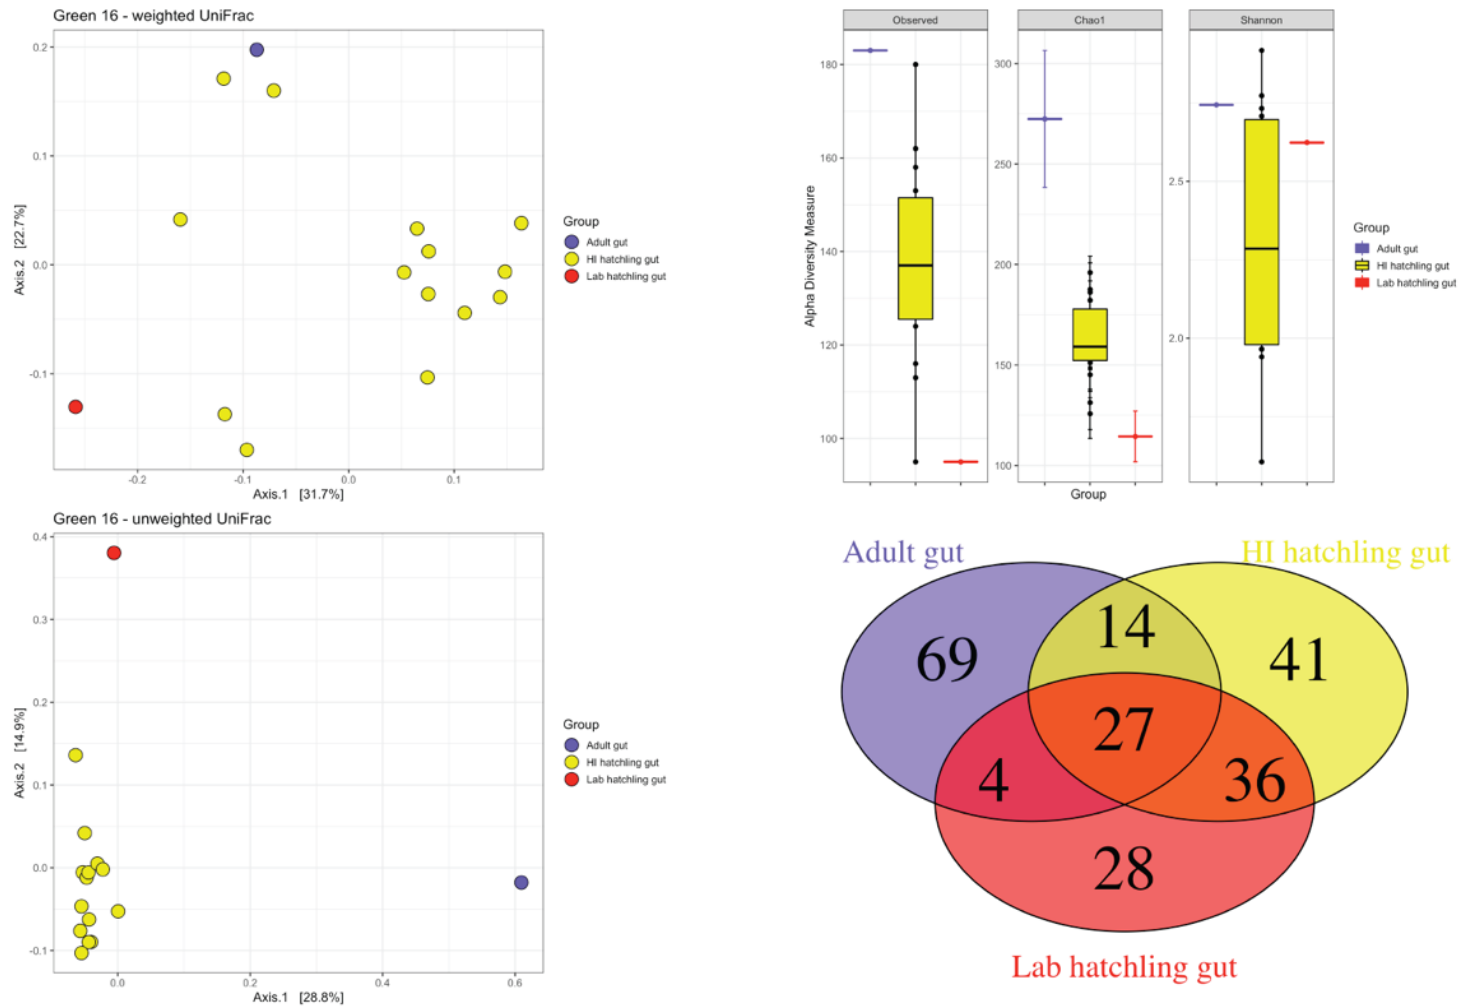 Green 16 - weighted UniFrac
0.2
0.1
0.0
-0.1
Axis.2 [22.7%]
-0.2
-0.1
0.0
0.1
Axis.1 [31.7%]
Group
Adult gut
HI hatchling gut
Lab hatchling gut
Observed
Chao1
Shannon
Alpha Diversity Measure
180
160
140
120
100
300
250
200
150
100
2.5
2.0
Group
Group
Adult gut
HI hatchling gut
Lab hatchling gut
Green 16 - unweighted UniFrac
0.4
0.3
0.2
0.1
0.0
-0.1
Axis.2 [14.9%]
0.0
0.2
0.4
0.6
Axis.1 [28.8%]
Group
Adult gut
HI hatchling gut
Lab hatchling gut
Adult gut
HI hatchling gut
69
14
41
27
4
36
28
Lab hatchling gut